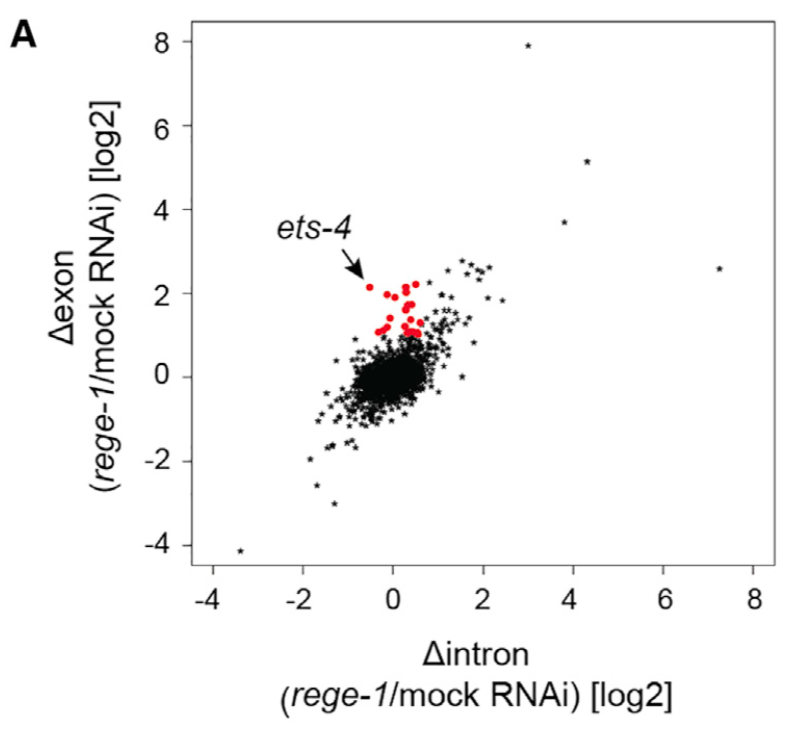 A
8
6
4
2
0
-2
-4
ets-4
Δexon
(rege-1/mock RNAi) [log2]
-4 -2 0 2 4 6 8
Δintron
(rege-1/mock RNAi) [log2]